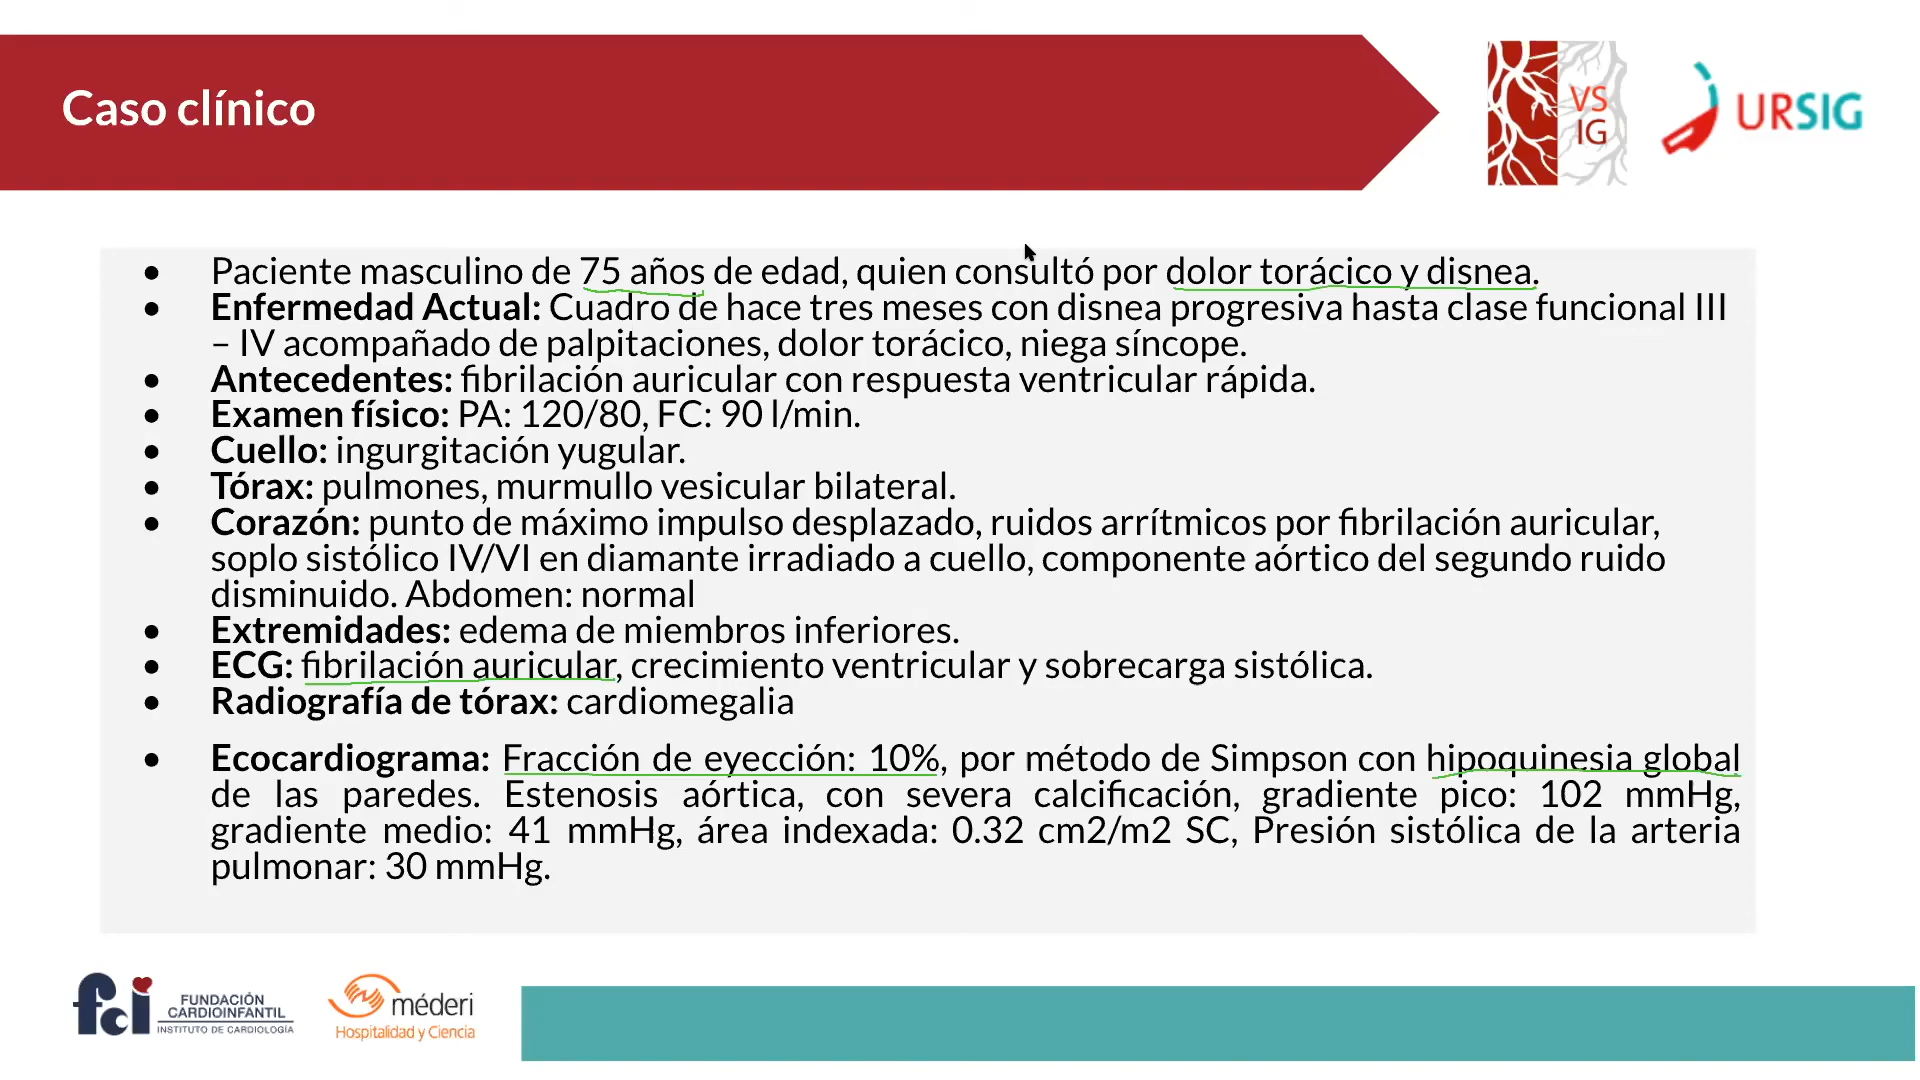 Caso clínico
VS
IG
URSIG
• Paciente masculino de 75 años de edad, quien consultó por dolor torácico y disnea.
• Enfermedad Actual: Cuadro de hace tres meses con disnea progresiva hasta clase funcional III
– IV acompañado de palpitaciones, dolor torácico, niega síncope.
• Antecedentes: fibrilación auricular con respuesta ventricular rápida.
• Examen físico: PA: 120/80, FC: 90 l/min.
• Cuello: ingurgitación yugular.
• Tórax: pulmones, murmullo vesicular bilateral.
• Corazón: punto de máximo impulso desplazado, ruidos arrítmicos por fibrilación auricular,
soplo sistólico IV/VI en diamante irradiado a cuello, componente aórtico del segundo ruido
disminuido. Abdomen: normal
• Extremidades: edema de miembros inferiores.
• ECG: fibrilación auricular, crecimiento ventricular y sobrecarga sistólica.
• Radiografía de tórax: cardiomegalia
• Ecocardiograma: Fracción de eyección: 10%, por método de Simpson con hipoquinesia global
de las paredes. Estenosis aórtica, con severa calcificación, gradiente pico: 102 mmHg,
gradiente medio: 41 mmHg, área indexada: 0.32 cm2/m2 SC, Presión sistólica de la arteria
pulmonar: 30 mmHg.
fci
FUNDACIÓN
CARDIOINFANTIL
INSTITUTO DE CARDIOLOGÍA
méderi
Hospitalidad y Ciencia